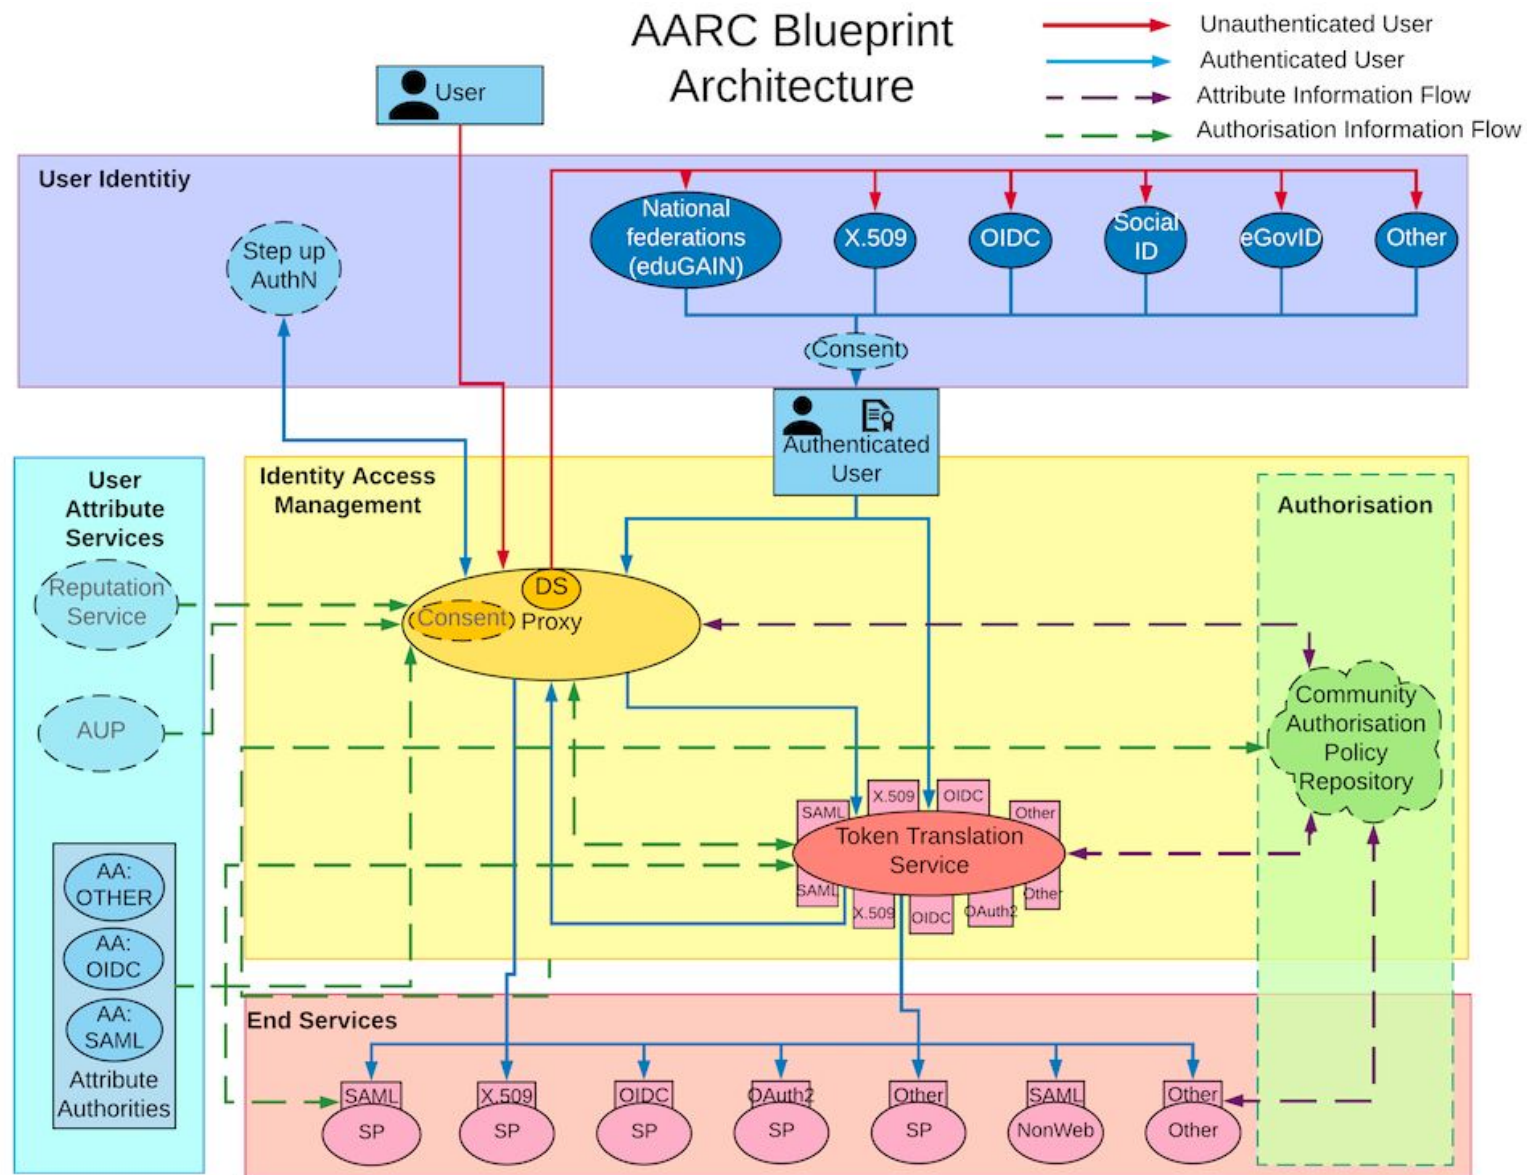 AARC Blueprint
Architecture
Unauthenticated User
Authenticated User
Attribute Information Flow
Authorisation Information Flow
User
User Identitiy
Step up
AuthN
National
federations
(eduGAIN)
X.509
OIDC
Social
ID
eGovID
Other
Consent
Authenticated
User
User
Attribute
Services
Reputation
Service
AUP
AA:
OTHER
AA:
OIDC
AA:
SAML
Attribute
Authorities
Identity Access
Management
DS
Consent
Proxy
Authorisation
Community
Authorisation
Policy
Repository
SAML
X.509
OIDC
Other
Token Translation
Service
SAML
X.509
OIDC
OAuth2
Other
End Services
SAML
SP
X.509
SP
OIDC
SP
OAuth2
SP
Other
SP
SAML
NonWeb
Other
Other